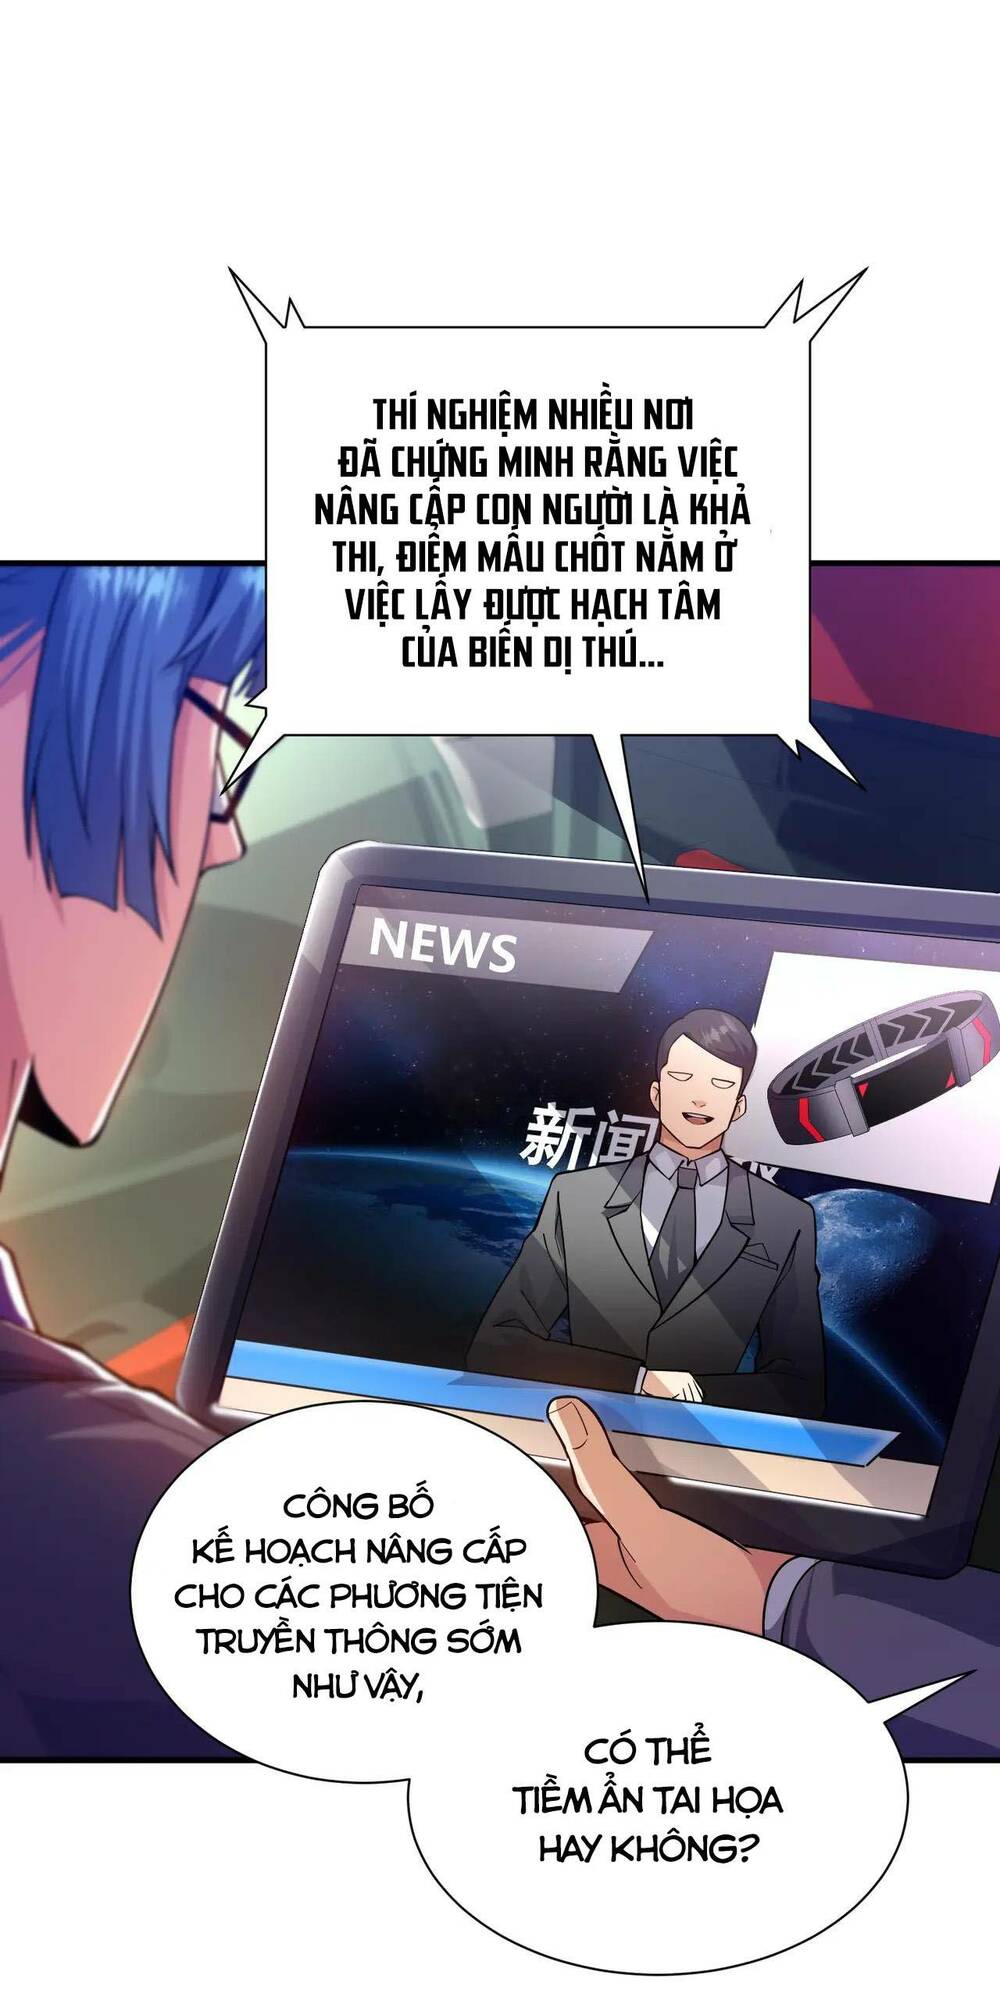 THÍ NGHIỆM NHIỀU NƠI
ĐÃ CHỨNG MINH RẰNG VIỆC
NÂNG CẤP CON NGƯỜI LÀ KHẢ
THI, ĐIỂM MẤU CHỐT NẰM Ở
VIỆC LẤY ĐƯỢC HẠCH TÂM
CỦA BIẾN DỊ THÚ...
NEWS
新闻
CÔNG BỐ
KẾ HOẠCH NÂNG CẤP
CHO CÁC PHƯƠNG TIỆN
TRUYỀN THÔNG SỚM
NHƯ VẬY,
CÓ THỂ
TIỀM ẨN TAI HỌA
HAY KHÔNG?